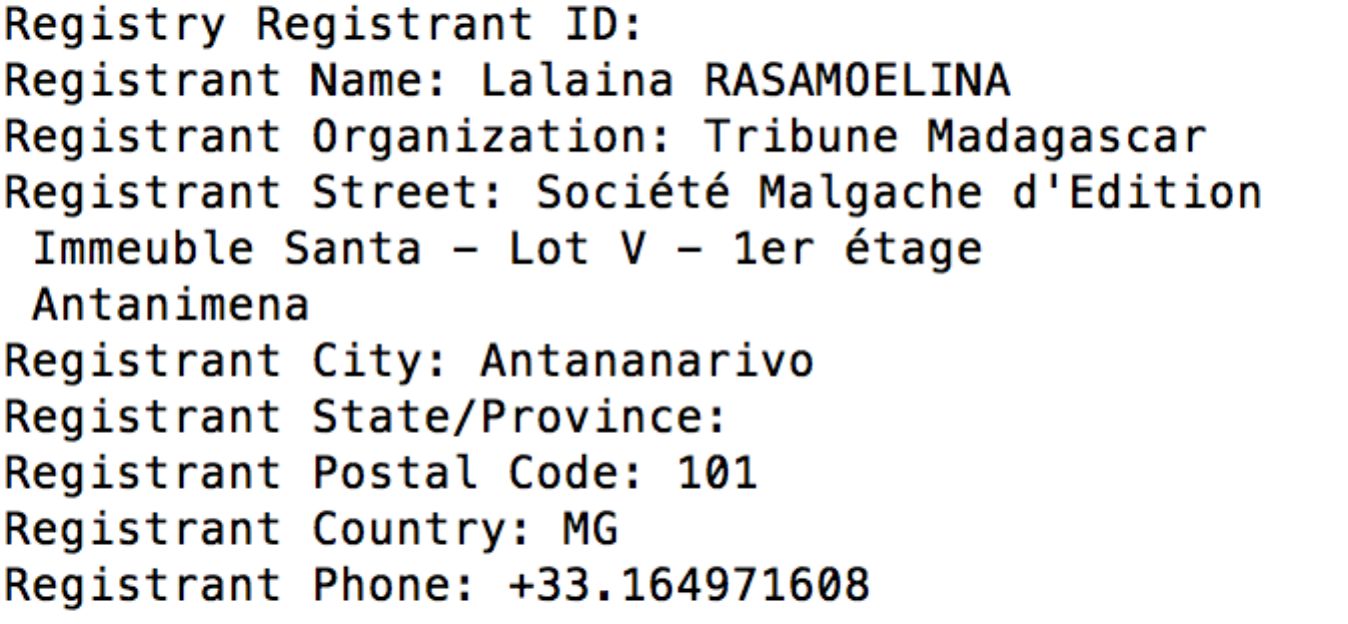 Registry Registrant ID:
Registrant Name: Lalaina RASAMOELINA
Registrant Organization: Tribune Madagascar
Registrant Street: Société Malgache d'Edition
Immeuble Santa – Lot V – 1er étage
Antanimena
Registrant City: Antananarivo
Registrant State/Province:
Registrant Postal Code: 101
Registrant Country: MG
Registrant Phone: +33.164971608